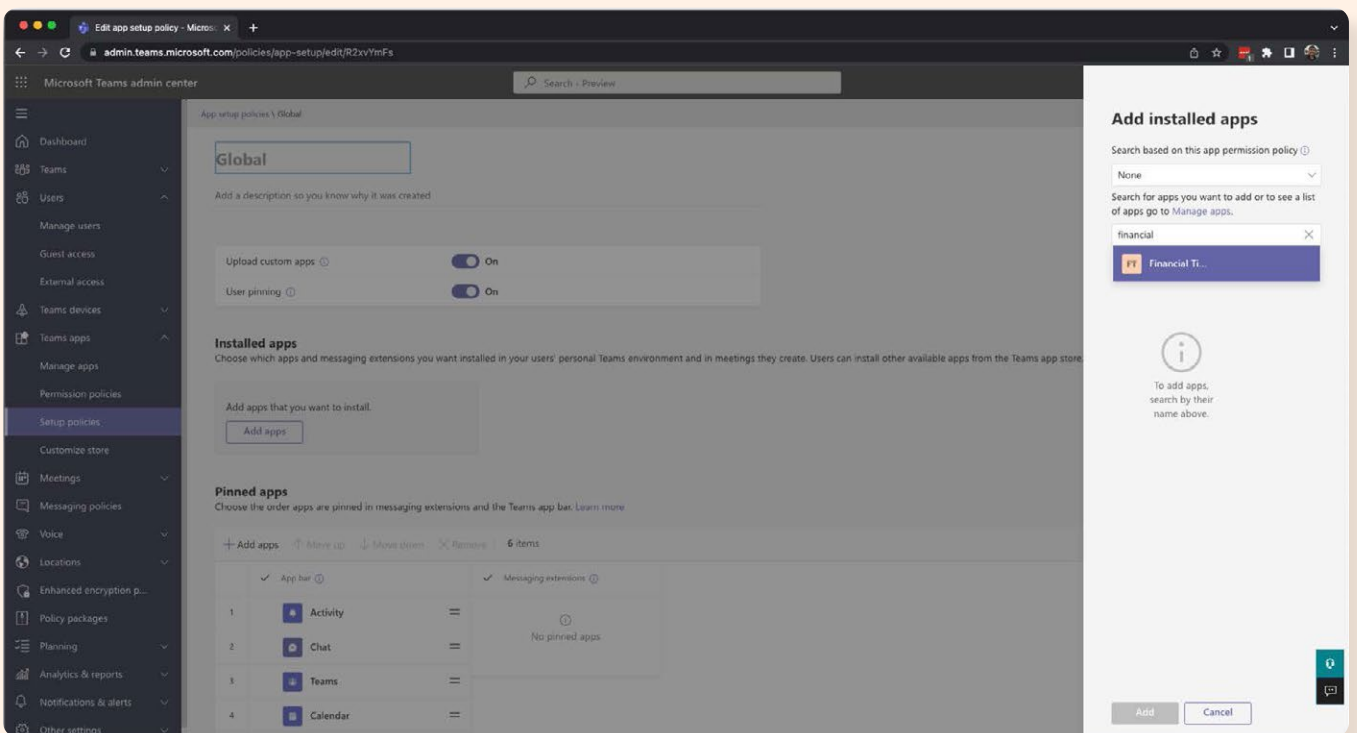 Edit app setup policy - Micros
admin.teams.microsoft.com/policies/app-setup/edit/R2xvYmFs
Microsoft Teams admin center
Search - Preview
Dashboard
Teams
Users
Manage users
Guest access
External access
Teams devices
Teams apps
Manage apps
Permission policies
Setup policies
Customize store
Meetings
Messaging policies
Voice
Locations
Enhanced encryption p...
Policy packages
Planning
Analytics & reports
Notifications & alerts
Other settings
App setup policies \ Global
Global
Add a description so you know why it was created
Upload custom apps
On
User pinning
On
Installed apps
Choose which apps and messaging extensions you want installed in your users' personal Teams environment and in meetings they create. Users can install other available apps from the Teams app store.
Add apps that you want to install.
Add apps
Pinned apps
Choose the order apps are pinned in messaging extensions and the Teams app bar. Learn more
Add apps Move up Move down Remove 6 items
App bar Messaging extensions
1 Activity
2 Chat
3 Teams
4 Calendar
No pinned apps
Add installed apps
Search based on this app permission policy
None
Search for apps you want to add or to see a list
of apps go to Manage apps.
financial
FT Financial Ti...
To add apps,
search by their
name above.
Add Cancel